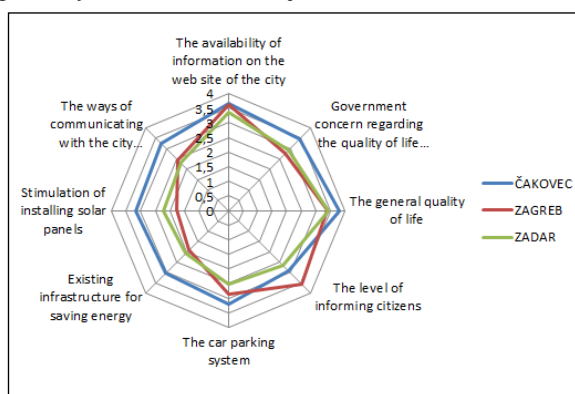 The availability of
information on the
web site of the city
Government
concern regarding
the quality of life...
The general quality
of life
The level of
informing citizens
The car parking
system
Existing
infrastructure for
saving energy
Stimulation of
installing solar
panels
The ways of
communicating
with the city...
4
3,5
3
2,5
2
1,5
1
0,5
0
ČAKOVEC
ZAGREB
ZADAR